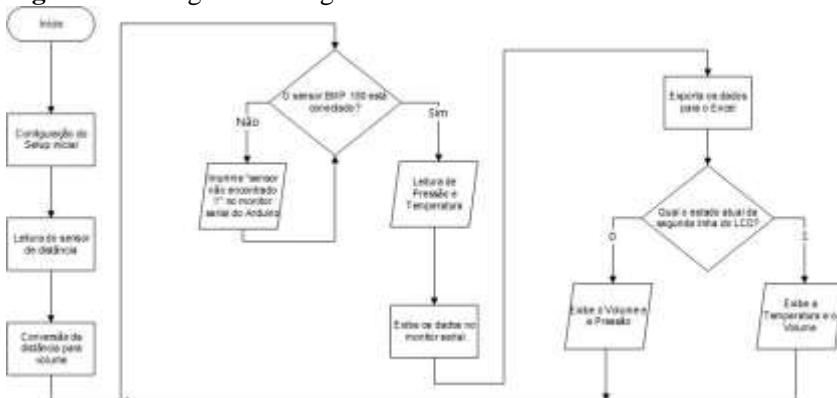 Início
Configuração do
Setup inicial
Leitura do sensor
de distância
Conversão da
distância para
volume
O sensor BMP 180 está
conectado?
Não
Sim
Imprime "sensor
não encontrado
!!" no monitor
serial do Arduino
Leitura de
Pressão e
Temperatura
Exibe os dados no
monitor serial
Exporta os dados
para o Excel
Qual o estado atual da
segunda linha do LCD?
0
1
Exibe o Volume e
a Pressão
Exibe a
Temperatura e o
Volume